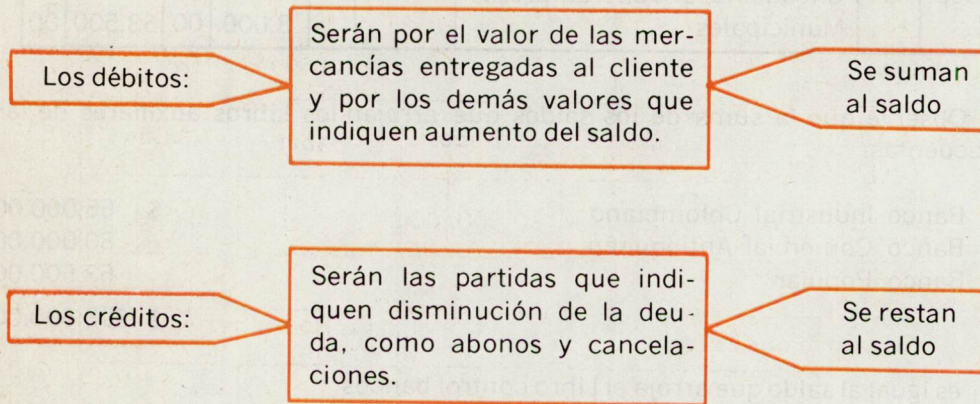 Serán por el valor de las mer-
cancías entregadas al cliente
y por los demás valores que
indiquen aumento del saldo.
Los débitos:
Se suman
al saldo
Serán las partidas que indi-
quen disminución de la deu-
da, como abonos y cancela-
ciones.
Los créditos:
Se restan
al saldo